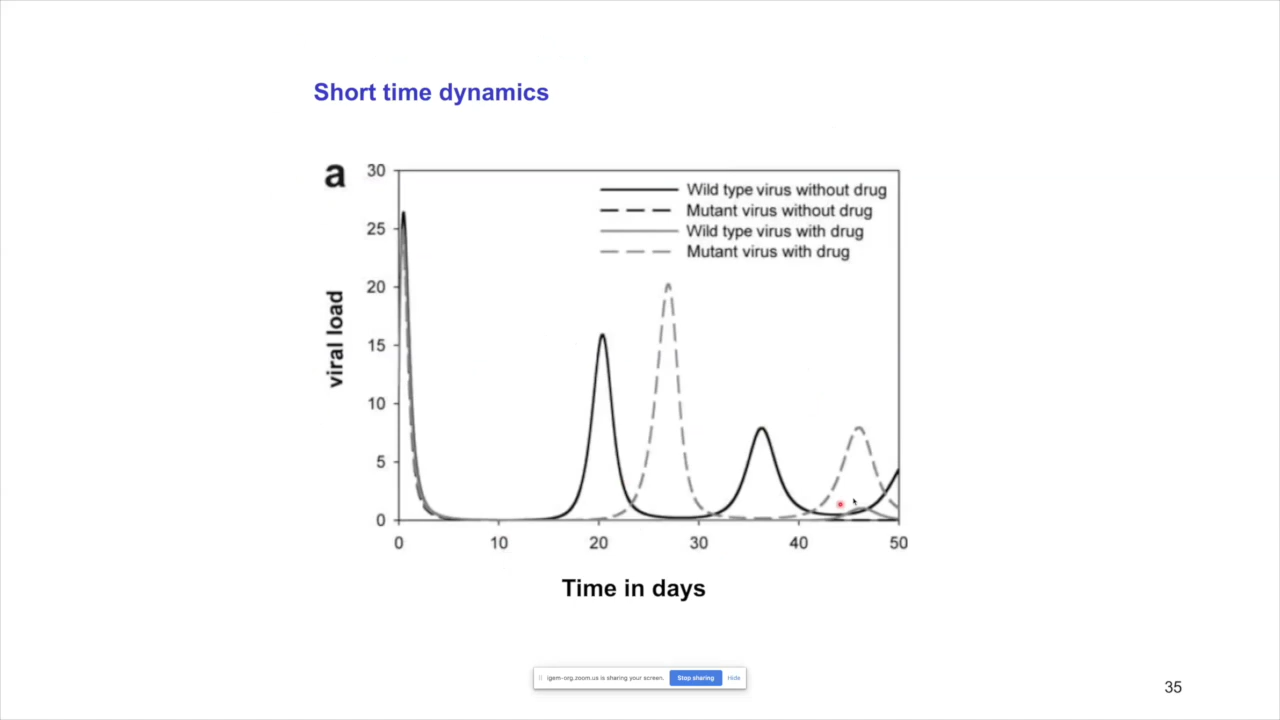 Short time dynamics
a
30
25
20
15
10
5
0
viral load
Wild type virus without drug
Mutant virus without drug
Wild type virus with drug
Mutant virus with drug
0 10 20 30 40 50
Time in days
igem-org.zoom.us is sharing your screen. Stop sharing Hide
35